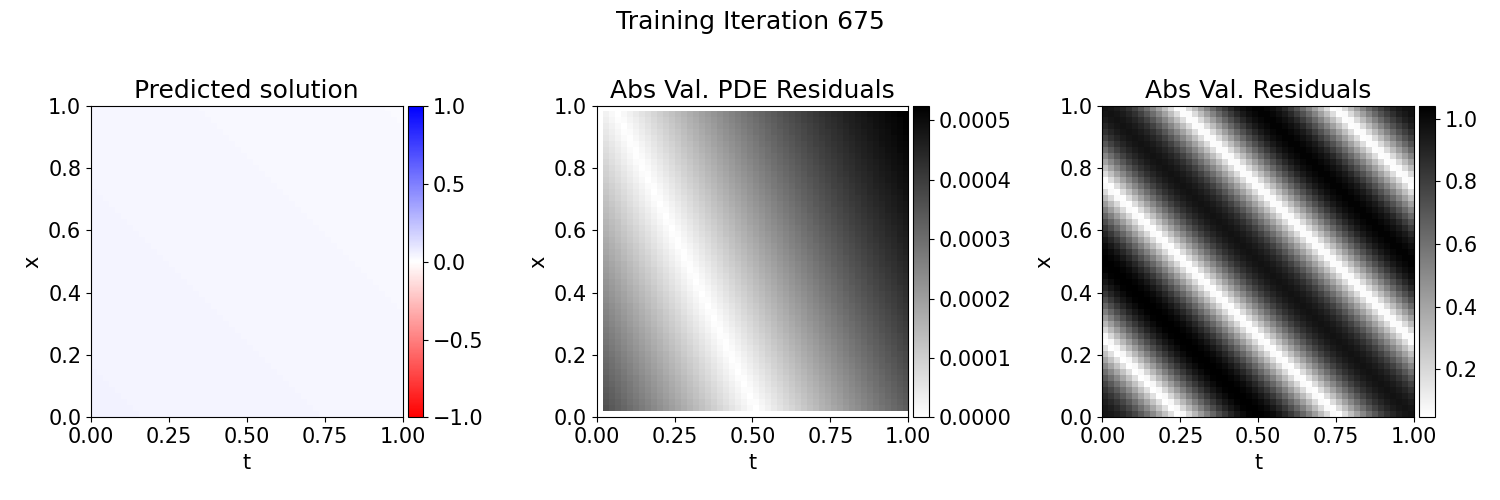 Training Iteration 675
Predicted solution
1.0
0.8
0.6
0.4
0.2
0.0
x
0.00 0.25 0.50 0.75 1.00
t
1.0
0.5
0.0
−0.5
−1.0
Abs Val. PDE Residuals
1.0
0.8
0.6
0.4
0.2
0.0
x
0.00 0.25 0.50 0.75 1.00
t
0.0005
0.0004
0.0003
0.0002
0.0001
0.0000
Abs Val. Residuals
1.0
0.8
0.6
0.4
0.2
0.0
x
0.00 0.25 0.50 0.75 1.00
t
1.0
0.8
0.6
0.4
0.2